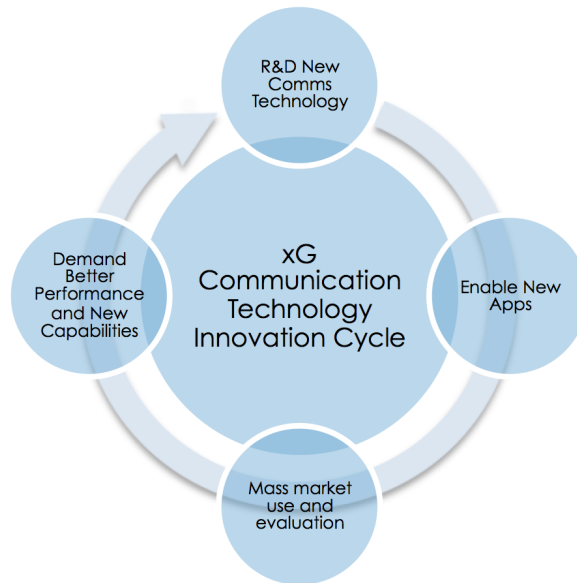 R&D New
Comms
Technology
xG
Communication
Technology
Innovation Cycle
Enable New
Apps
Mass market
use and
evaluation
Demand
Better
Performance
and New
Capabilities